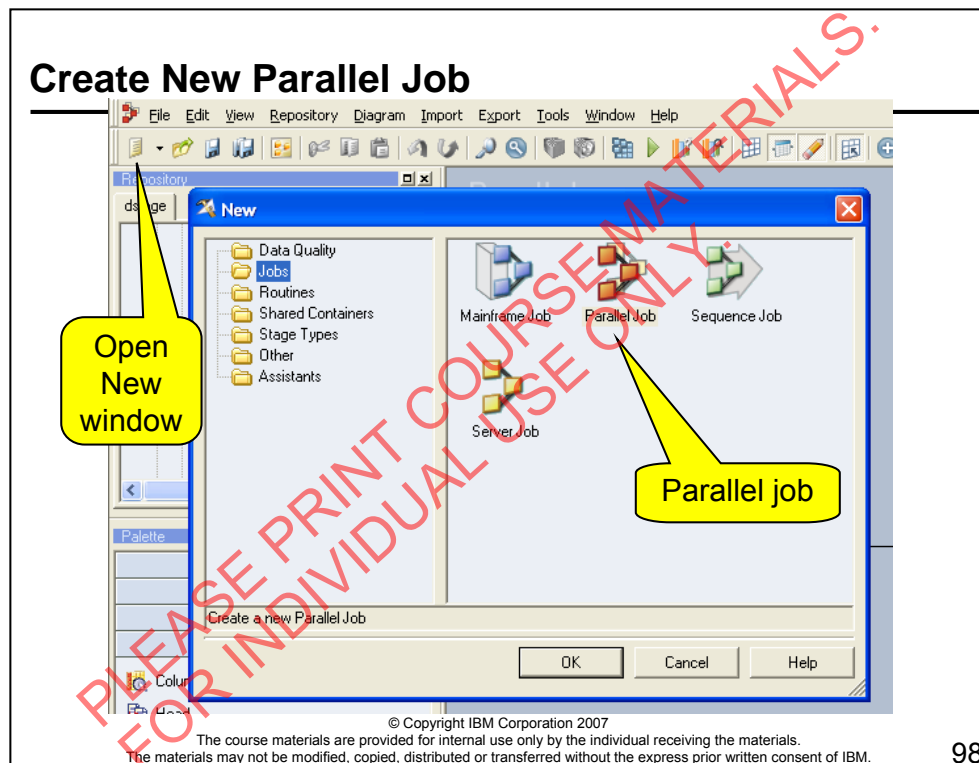 Create New Parallel Job
File Edit View Repository Diagram Import Export Tools Window Help
Repository
New
Data Quality
Jobs
Routines
Shared Containers
Stage Types
Other
Assistants
Mainframe Job
Parallel Job
Sequence Job
Server Job
Open
New
window
Parallel job
Palette
Create a new Parallel Job
OK Cancel Help
PLEASE PRINT COURSE MATERIALS.
FOR INDIVIDUAL USE ONLY.
© Copyright IBM Corporation 2007
The course materials are provided for internal use only by the individual receiving the materials.
The materials may not be modified, copied, distributed or transferred without the express prior written consent of IBM.
98